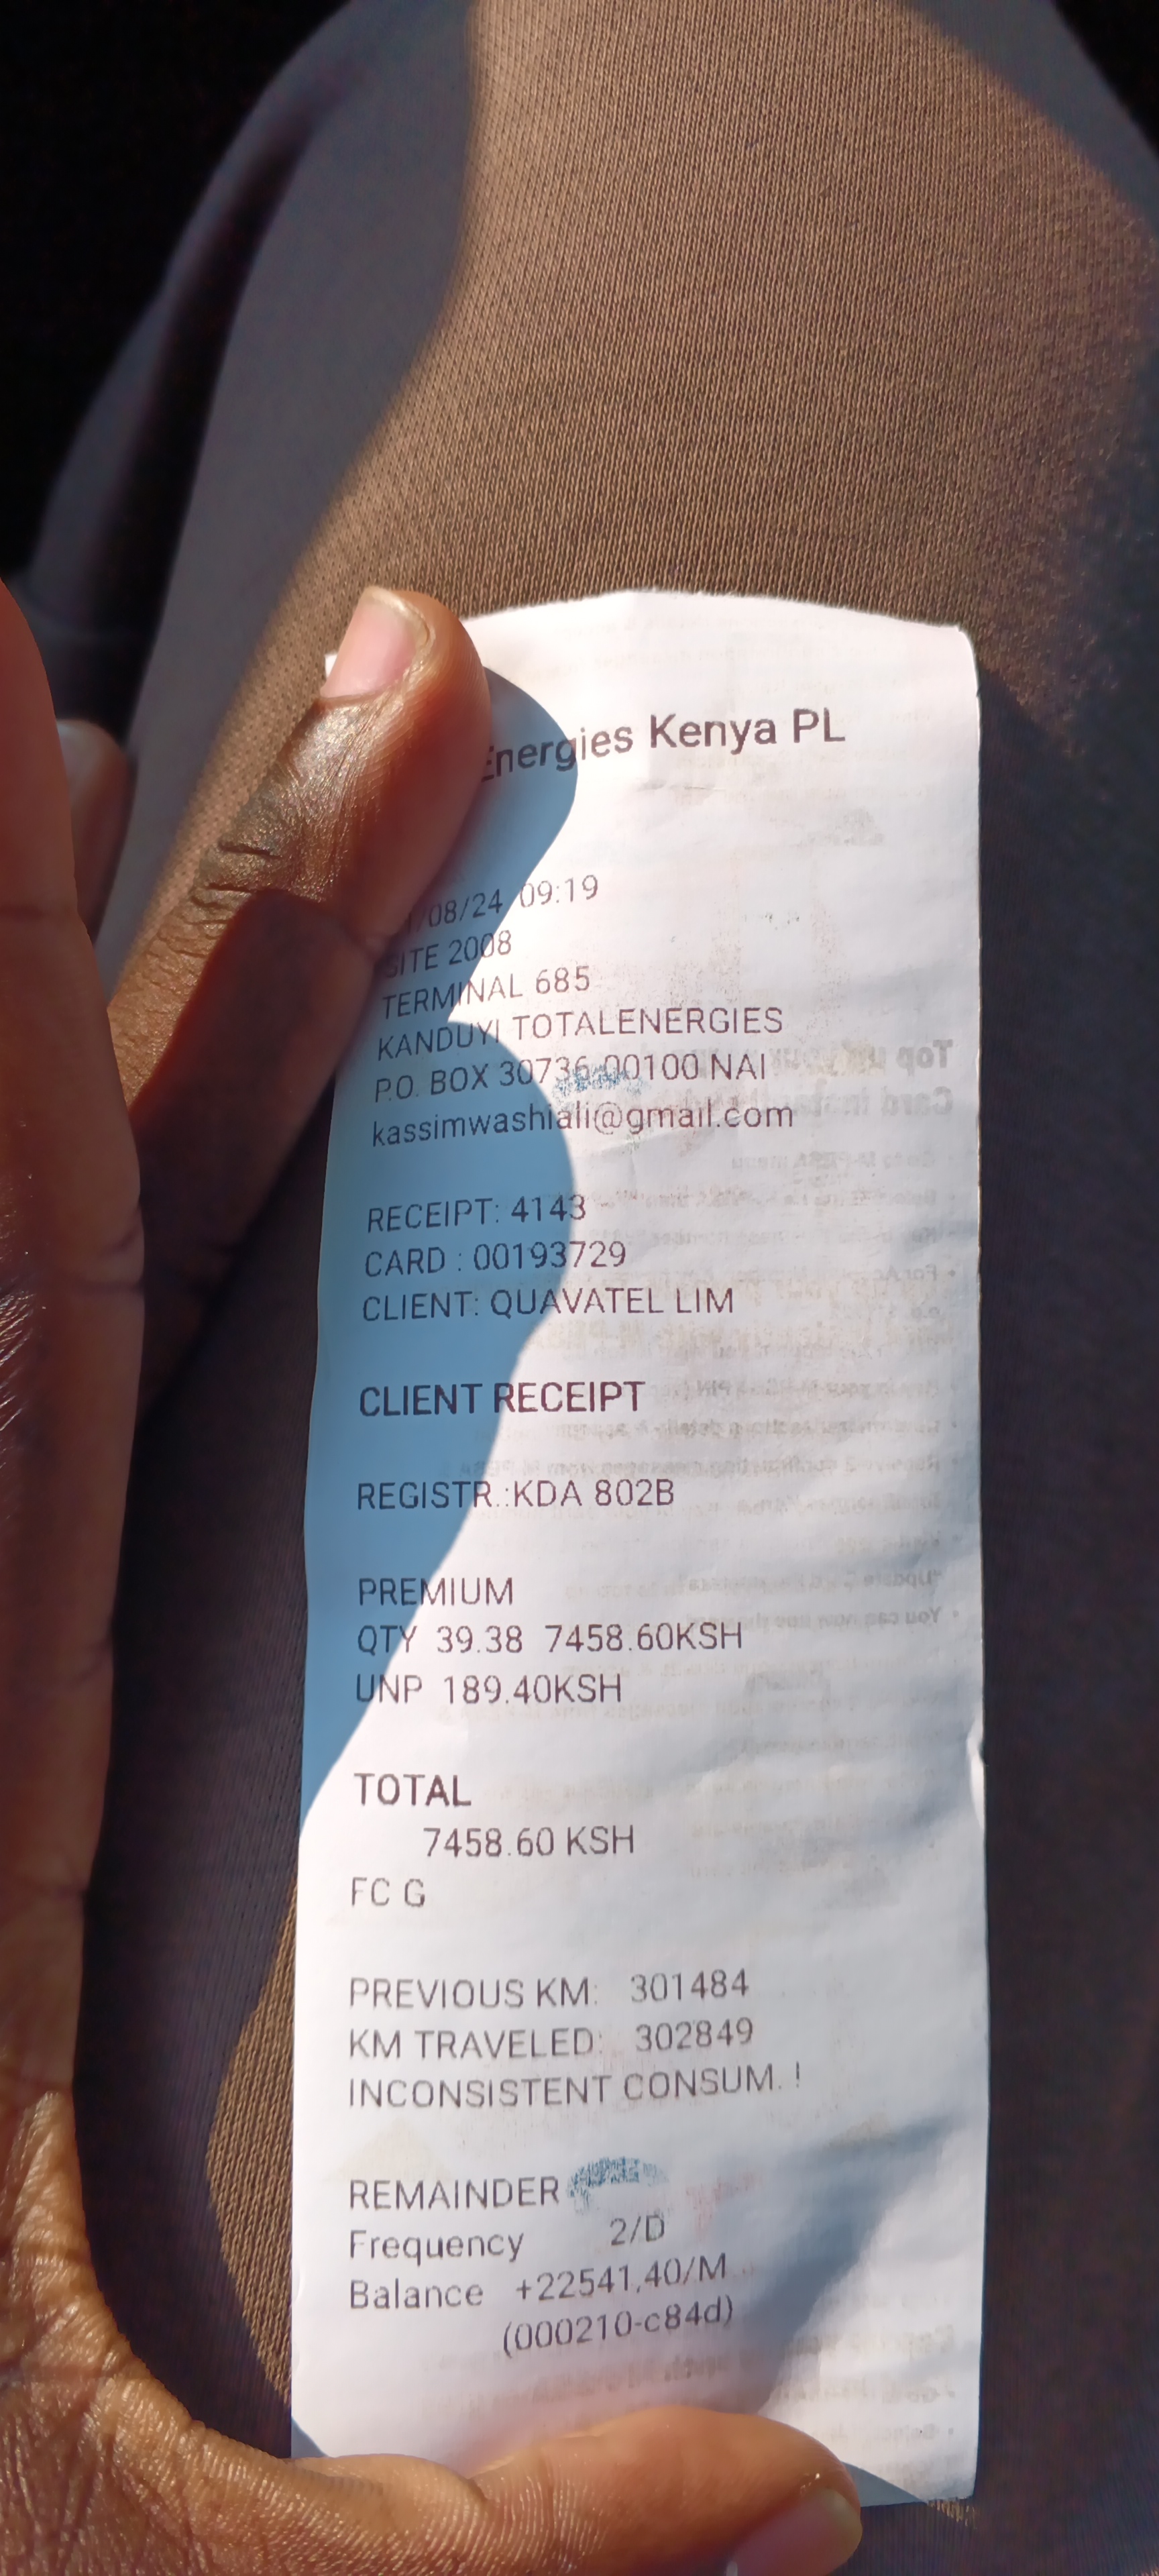 Energies Kenya PL
/08/24 09:19
SITE 2008
TERMINAL 685
KANDUYI TOTALENERGIES
P.O. BOX 30736-00100 NAI
kassimwashiali@gmail.com
RECEIPT: 4143
CARD : 00193729
CLIENT: QUAVATEL LIM
CLIENT RECEIPT
REGISTR.:KDA 802B
PREMIUM
QTY 39.38 7458.60KSH
UNP 189.40KSH
TOTAL
7458.60 KSH
FC G
PREVIOUS KM: 301484
KM TRAVELED: 302849
INCONSISTENT CONSUM. !
REMAINDER
Frequency 2/D
Balance +22541,40/M
(000210-c84d)